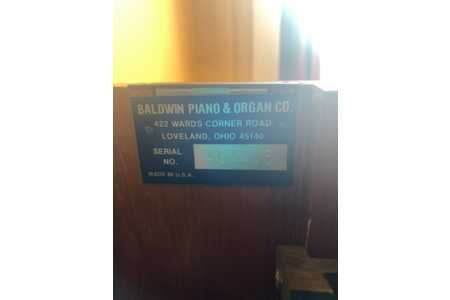 BALDWIN PIANO & ORGAN CO.
422 WARDS CORNER ROAD
LOVELAND, OHIO 45140
SERIAL
NO.
MADE IN U.S.A.